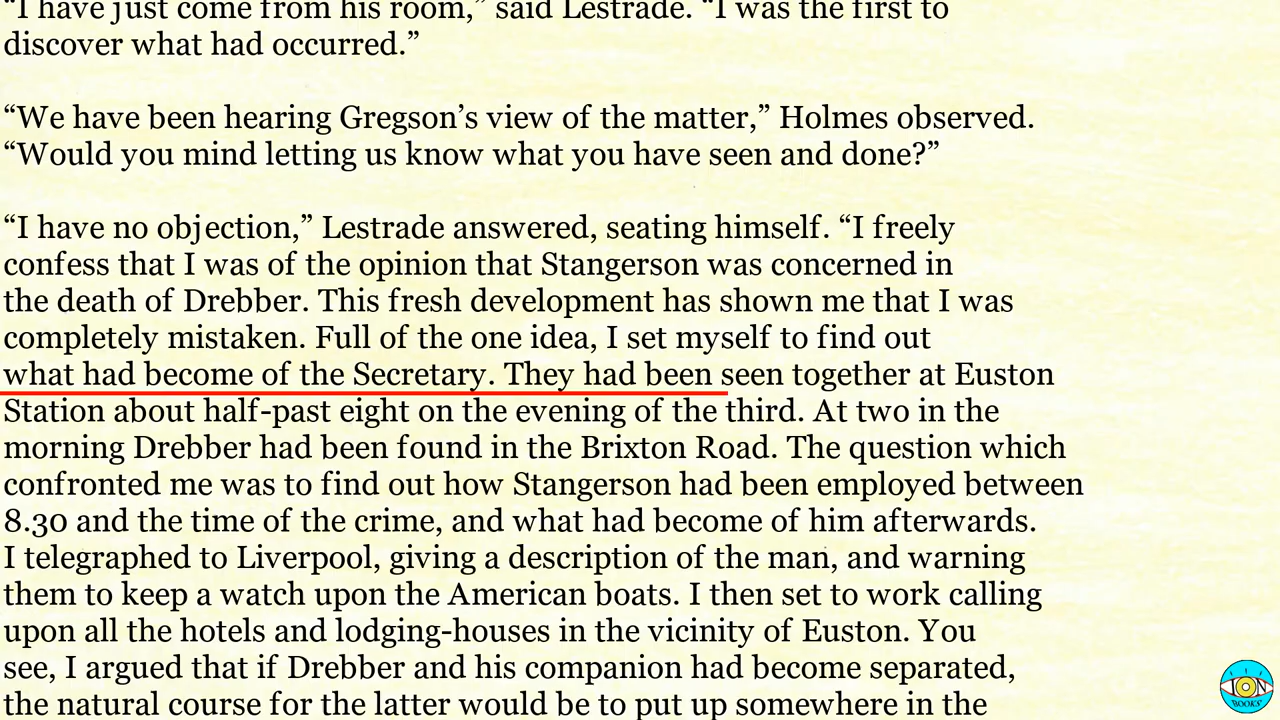 “I have just come from his room,” said Lestrade. “I was the first to
discover what had occurred.”
“We have been hearing Gregson’s view of the matter,” Holmes observed.
“Would you mind letting us know what you have seen and done?”
“I have no objection,” Lestrade answered, seating himself. “I freely
confess that I was of the opinion that Stangerson was concerned in
the death of Drebber. This fresh development has shown me that I was
completely mistaken. Full of the one idea, I set myself to find out
what had become of the Secretary. They had been seen together at Euston
Station about half-past eight on the evening of the third. At two in the
morning Drebber had been found in the Brixton Road. The question which
confronted me was to find out how Stangerson had been employed between
8.30 and the time of the crime, and what had become of him afterwards.
I telegraphed to Liverpool, giving a description of the man, and warning
them to keep a watch upon the American boats. I then set to work calling
upon all the hotels and lodging-houses in the vicinity of Euston. You
see, I argued that if Drebber and his companion had become separated,
the natural course for the latter would be to put up somewhere in the
ION
BOOKS